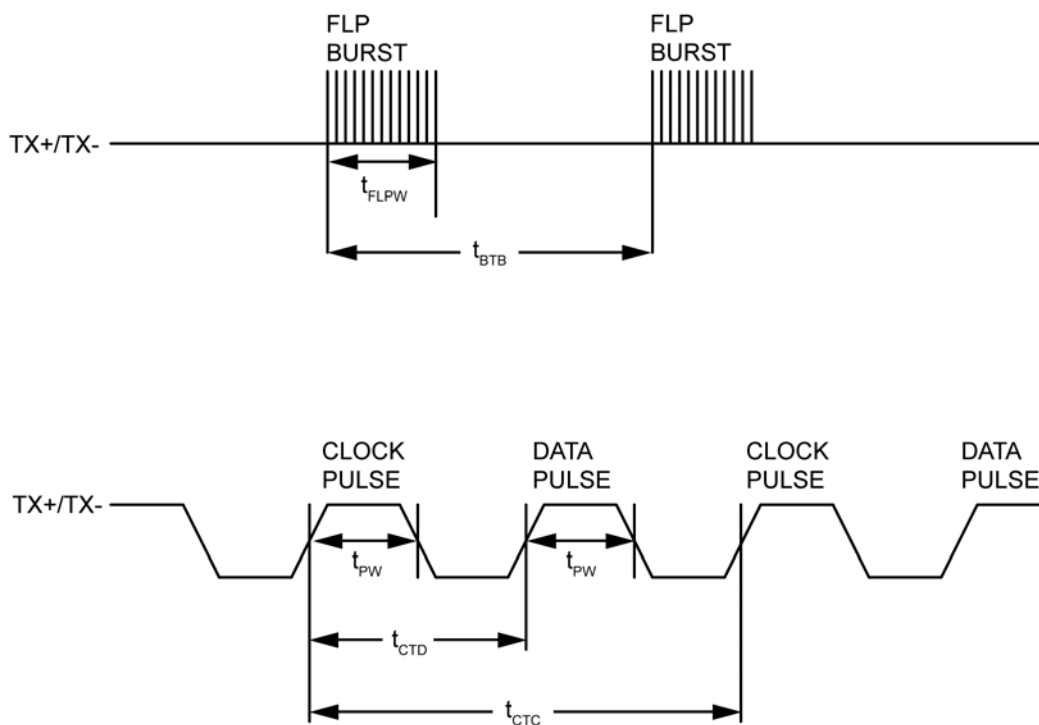 FLP
BURST
FLP
BURST
TX+/TX-
tFLPW
tBTB
CLOCK
PULSE
DATA
PULSE
CLOCK
PULSE
DATA
PULSE
TX+/TX-
tPW
tPW
tCTD
tCTC